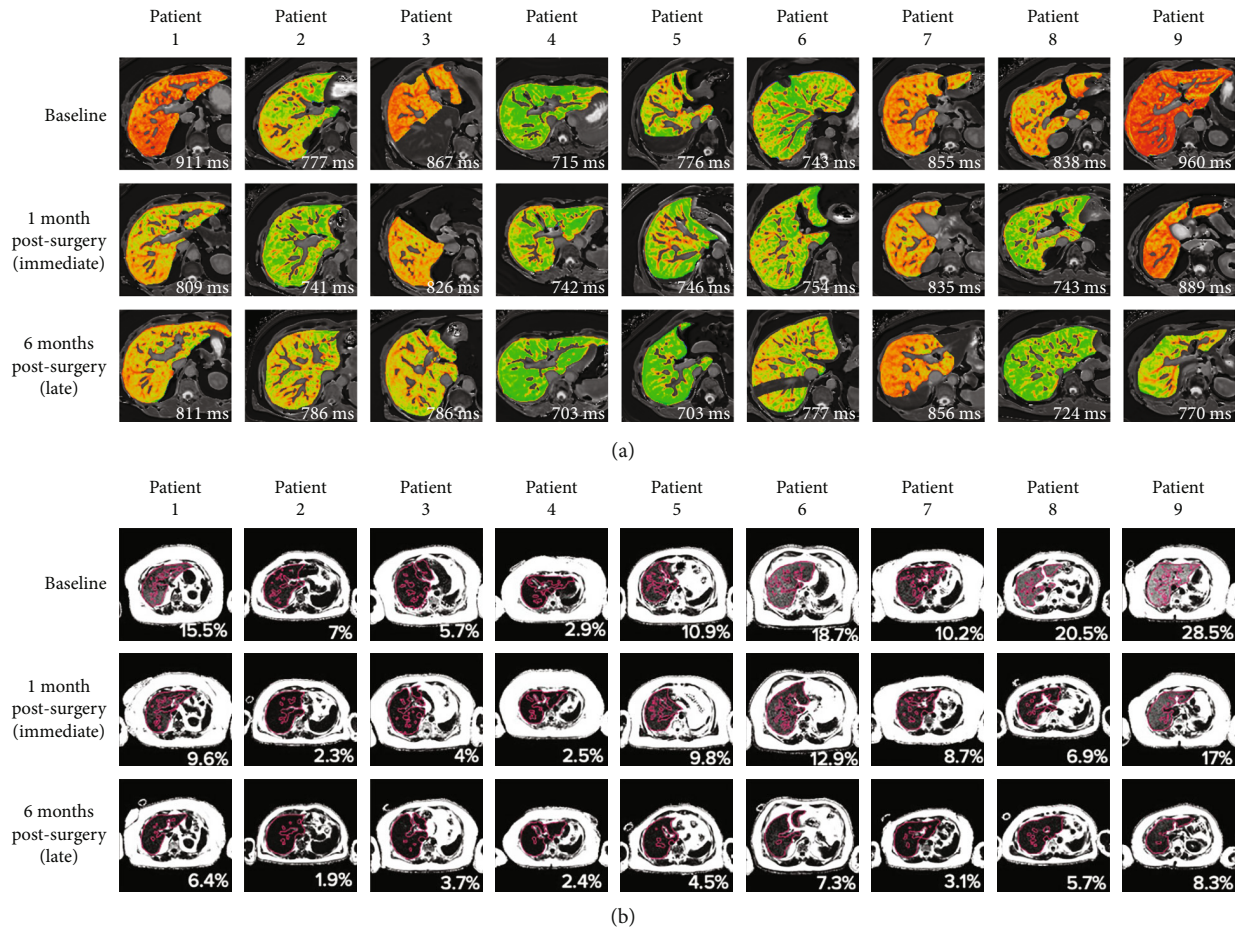 Patient 1 Patient 2 Patient 3 Patient 4 Patient 5 Patient 6 Patient 7 Patient 8 Patient 9
Baseline
911 ms 777 ms 867 ms 715 ms 776 ms 743 ms 855 ms 838 ms 960 ms
1 month
post-surgery
(immediate)
809 ms 741 ms 826 ms 742 ms 746 ms 754 ms 835 ms 743 ms 889 ms
6 months
post-surgery
(late)
811 ms 786 ms 786 ms 703 ms 703 ms 777 ms 856 ms 724 ms 770 ms
(a)
Patient 1 Patient 2 Patient 3 Patient 4 Patient 5 Patient 6 Patient 7 Patient 8 Patient 9
Baseline
15.5% 7% 5.7% 2.9% 10.9% 18.7% 10.2% 20.5% 28.5%
1 month
post-surgery
(immediate)
9.6% 2.3% 4% 2.5% 9.8% 12.9% 8.7% 6.9% 17%
6 months
post-surgery
(late)
6.4% 1.9% 3.7% 2.4% 4.5% 7.3% 3.1% 5.7% 8.3%
(b)